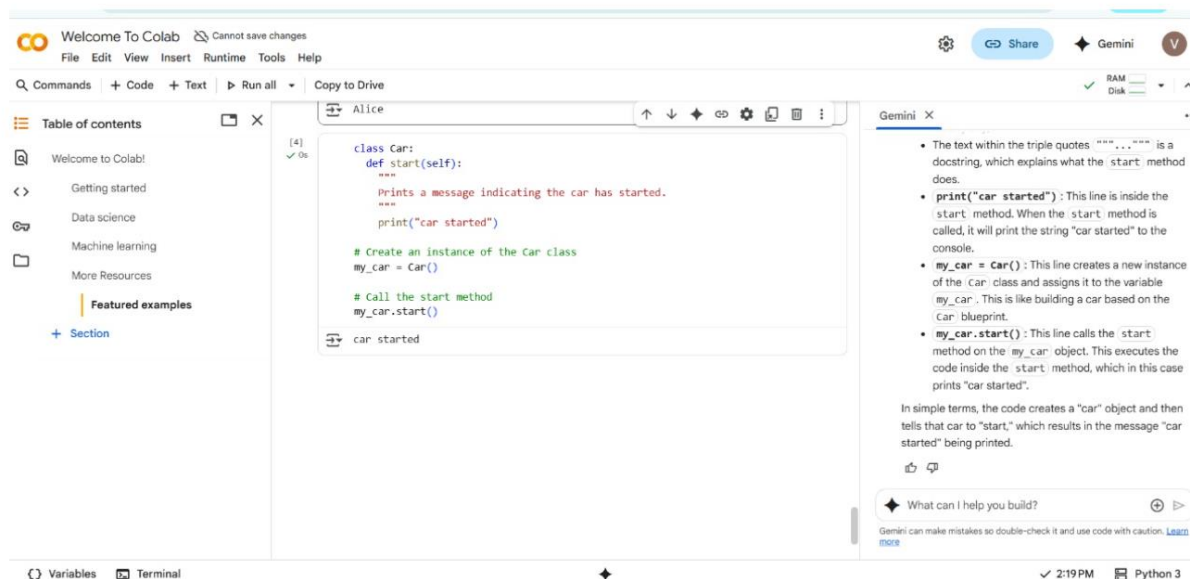 Welcome To Colab Cannot save changes
File Edit View Insert Runtime Tools Help
Share
Gemini
V
Commands + Code + Text Run all Copy to Drive
RAM
Disk
Table of contents
Welcome to Colab!
Getting started
Data science
Machine learning
More Resources
Featured examples
+ Section
Alice
[4]
0s
class Car:
def start(self):
"""
Prints a message indicating the car has started.
"""
print("car started")
# Create an instance of the Car class
my_car = Car()
# Call the start method
my_car.start()
car started
Gemini
• The text within the triple quotes """...""" is a
docstring, which explains what the start method
does.
• print("car started") : This line is inside the
start method. When the start method is
called, it will print the string "car started" to the
console.
• my_car = Car() : This line creates a new instance
of the Car class and assigns it to the variable
my_car . This is like building a car based on the
Car blueprint.
• my_car.start() : This line calls the start
method on the my_car object. This executes the
code inside the start method, which in this case
prints "car started".
In simple terms, the code creates a "car" object and then
tells that car to "start," which results in the message "car
started" being printed.
What can I help you build?
Gemini can make mistakes so double-check it and use code with caution. Learn
more
Variables Terminal
2:19 PM Python 3